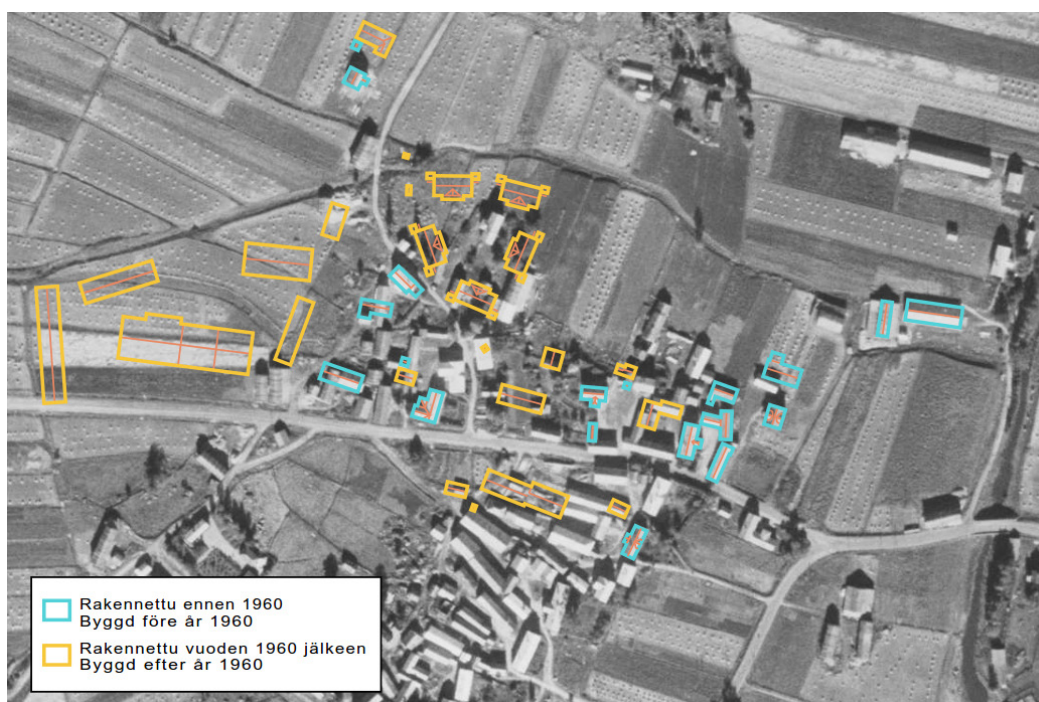 Rakennettu ennen 1960
Byggd före år 1960
Rakennettu vuoden 1960 jälkeen
Byggd efter år 1960